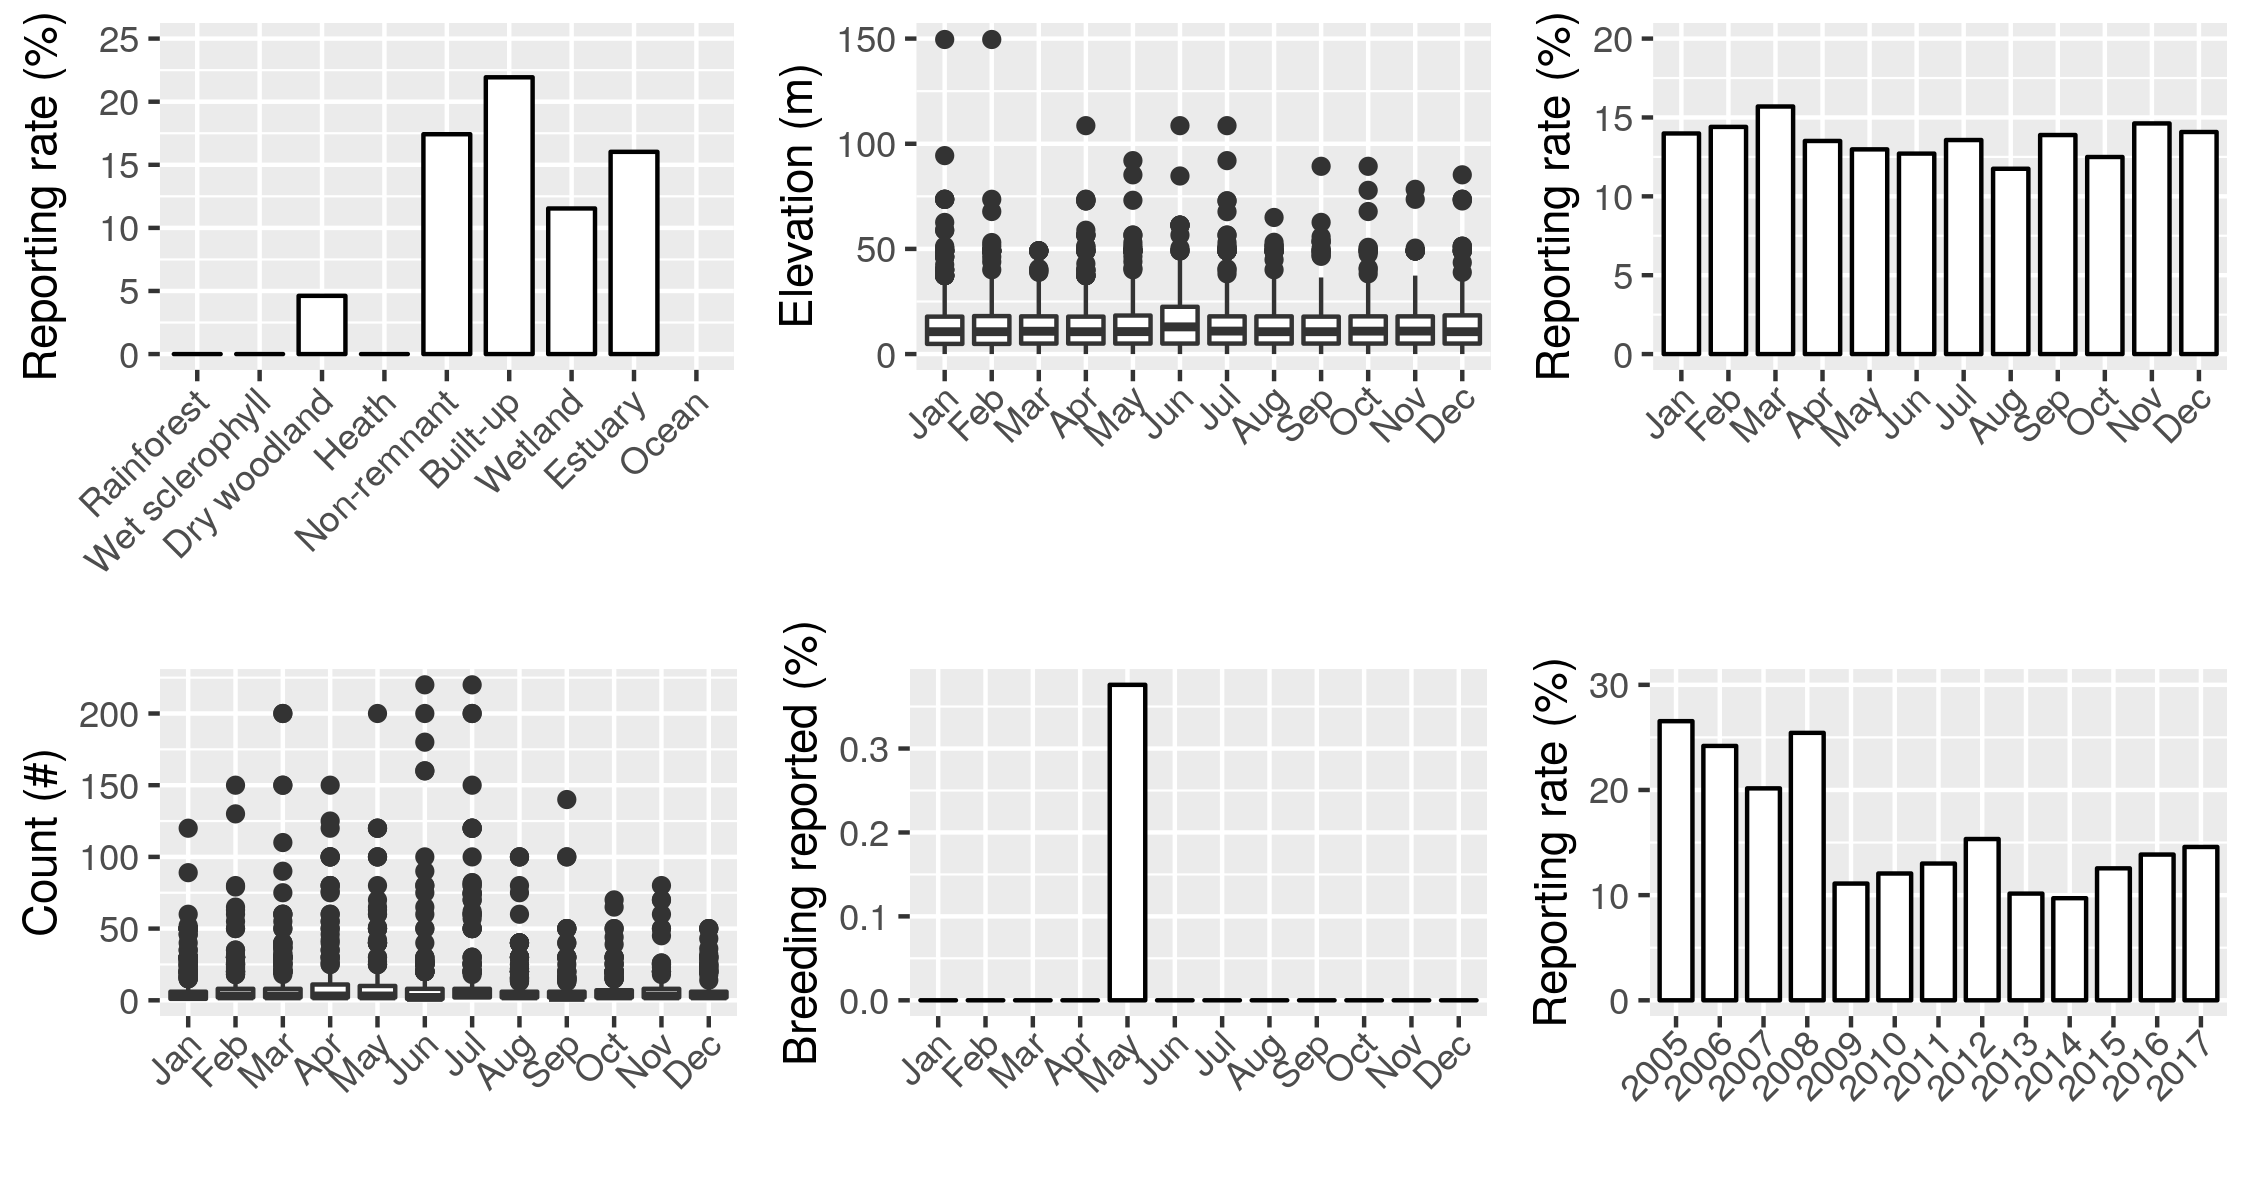 Reporting rate (%)
25
20
15
10
5
0
Rainforest
Wet sclerophyll
Dry woodland
Heath
Non-remnant
Built-up
Wetland
Estuary
Ocean
Elevation (m)
150
100
50
0
Jan
Feb
Mar
Apr
May
Jun
Jul
Aug
Sep
Oct
Nov
Dec
Reporting rate (%)
20
15
10
5
0
Jan
Feb
Mar
Apr
May
Jun
Jul
Aug
Sep
Oct
Nov
Dec
Count (#)
200
150
100
50
0
Jan
Feb
Mar
Apr
May
Jun
Jul
Aug
Sep
Oct
Nov
Dec
Breeding reported (%)
0.3
0.2
0.1
0.0
Jan
Feb
Mar
Apr
May
Jun
Jul
Aug
Sep
Oct
Nov
Dec
Reporting rate (%)
30
20
10
0
2005
2006
2007
2008
2009
2010
2011
2012
2013
2014
2015
2016
2017